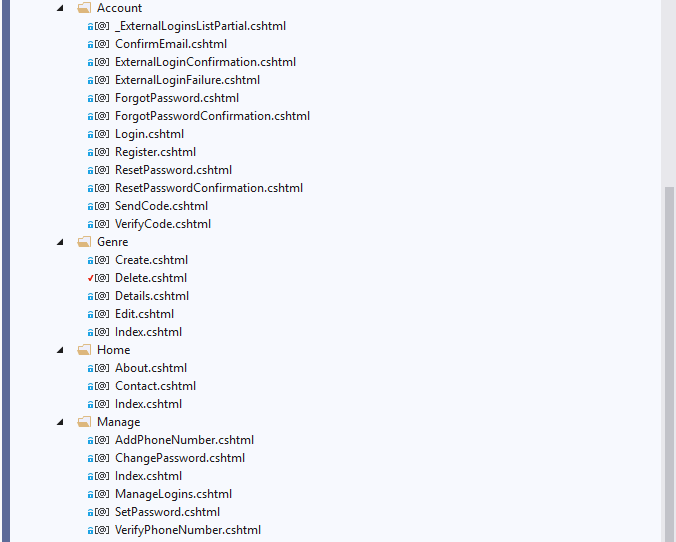 Account
_ExternalLoginsListPartial.cshtml
ConfirmEmail.cshtml
ExternalLoginConfirmation.cshtml
ExternalLoginFailure.cshtml
ForgotPassword.cshtml
ForgotPasswordConfirmation.cshtml
Login.cshtml
Register.cshtml
ResetPassword.cshtml
ResetPasswordConfirmation.cshtml
SendCode.cshtml
VerifyCode.cshtml
Genre
Create.cshtml
Delete.cshtml
Details.cshtml
Edit.cshtml
Index.cshtml
Home
About.cshtml
Contact.cshtml
Index.cshtml
Manage
AddPhoneNumber.cshtml
ChangePassword.cshtml
Index.cshtml
ManageLogins.cshtml
SetPassword.cshtml
VerifyPhoneNumber.cshtml